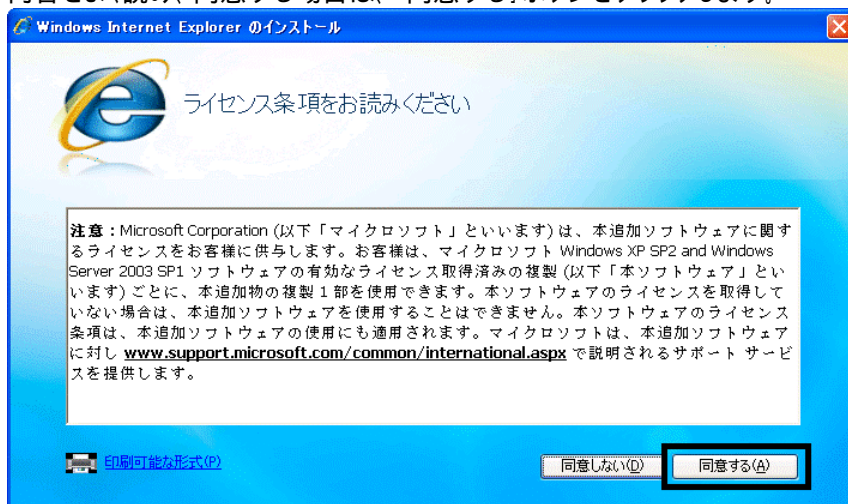 Windows Internet Explorer のインストール
ライセンス条項をお読みください
注意：Microsoft Corporation (以下「マイクロソフト」といいます) は、本追加ソフトウェアに関す
るライセンスをお客様に供与します。お客様は、マイクロソフト Windows XP SP2 and Windows
Server 2003 SP1 ソフトウェアの有効なライセンス取得済みの複製 (以下「本ソフトウェア」とい
います) ごとに、本追加物の複製 1 部を使用できます。本ソフトウェアのライセンスを取得して
いない場合は、本追加ソフトウェアを使用することはできません。本ソフトウェアのライセンス
条項は、本追加ソフトウェアの使用にも適用されます。マイクロソフトは、本追加ソフトウェア
に対し www.support.microsoft.com/common/international.aspx で説明されるサポート サービ
スを提供します。
印刷可能な形式(P)
同意しない(D)
同意する(A)